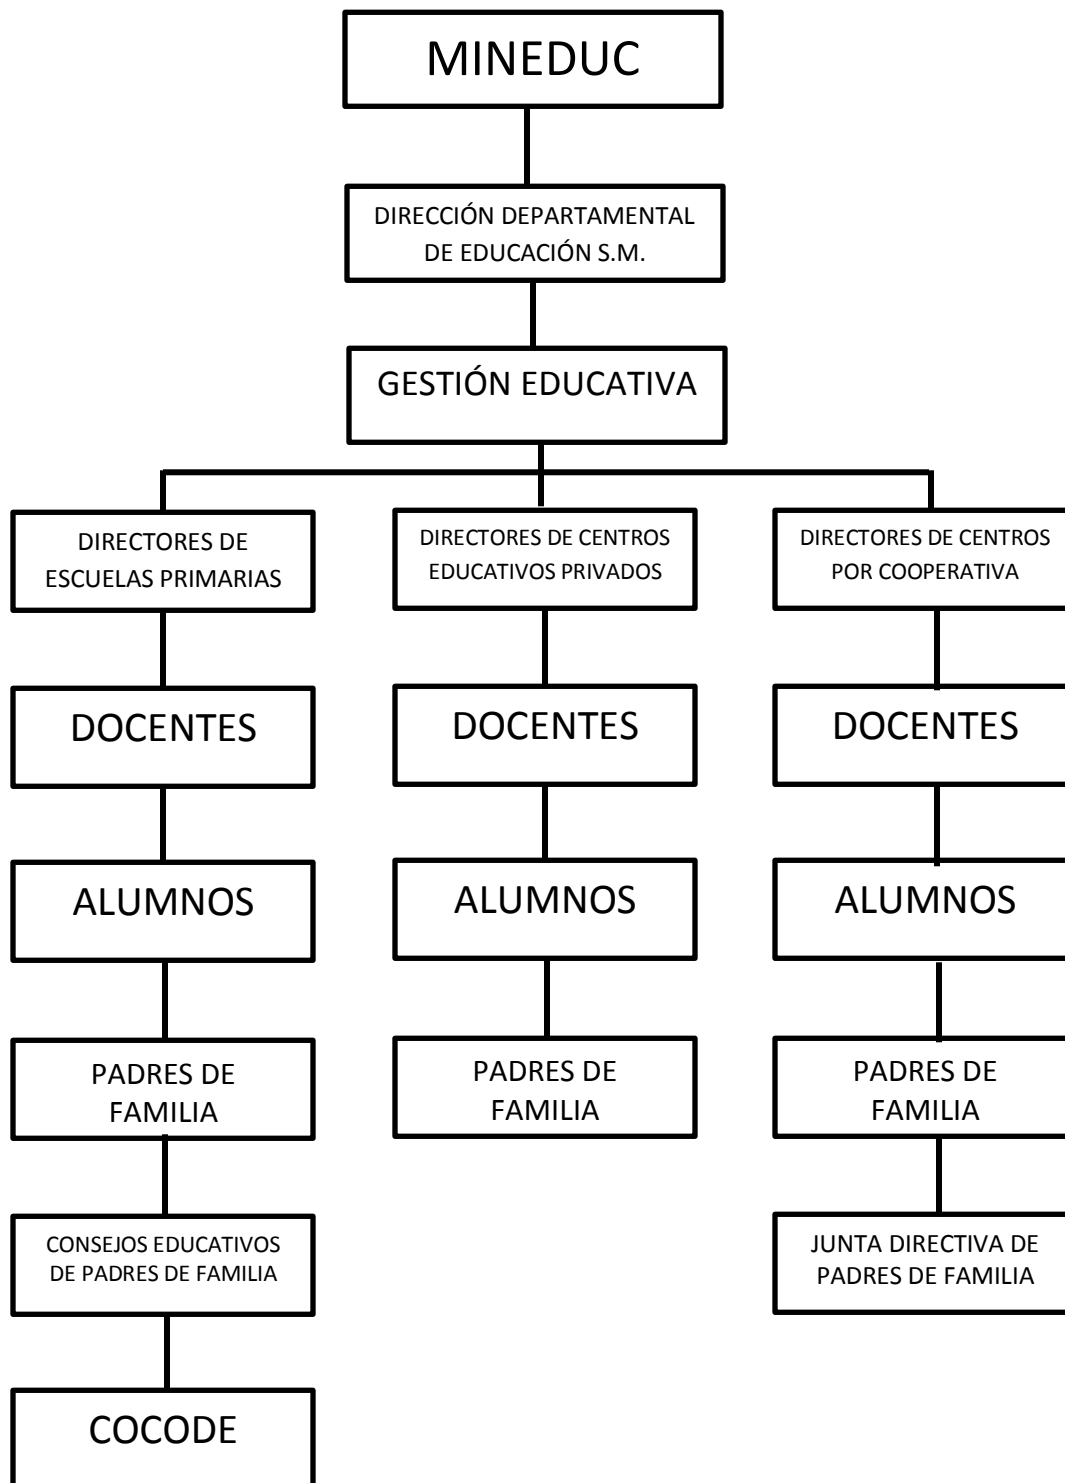 MINEDUC
DIRECCIÓN DEPARTAMENTAL
DE EDUCACIÓN S.M.
GESTIÓN EDUCATIVA
DIRECTORES DE
ESCUELAS PRIMARIAS
DIRECTORES DE CENTROS
EDUCATIVOS PRIVADOS
DIRECTORES DE CENTROS
POR COOPERATIVA
DOCENTES
DOCENTES
DOCENTES
ALUMNOS
ALUMNOS
ALUMNOS
PADRES DE
FAMILIA
PADRES DE
FAMILIA
PADRES DE
FAMILIA
CONSEJOS EDUCATIVOS
DE PADRES DE FAMILIA
JUNTA DIRECTIVA DE
PADRES DE FAMILIA
COCODE